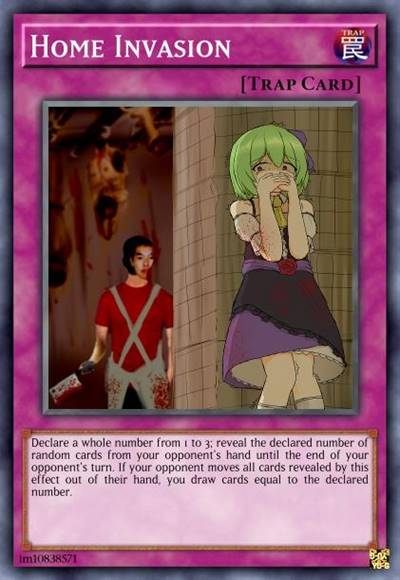 Home Invasion
TRAP
罠
[Trap Card]
Declare a whole number from 1 to 3; reveal the declared number of
random cards from your opponent's hand until the end of your
opponent's turn. If your opponent moves all cards revealed by this
effect out of their hand, you draw cards equal to the declared
number.
im10838571